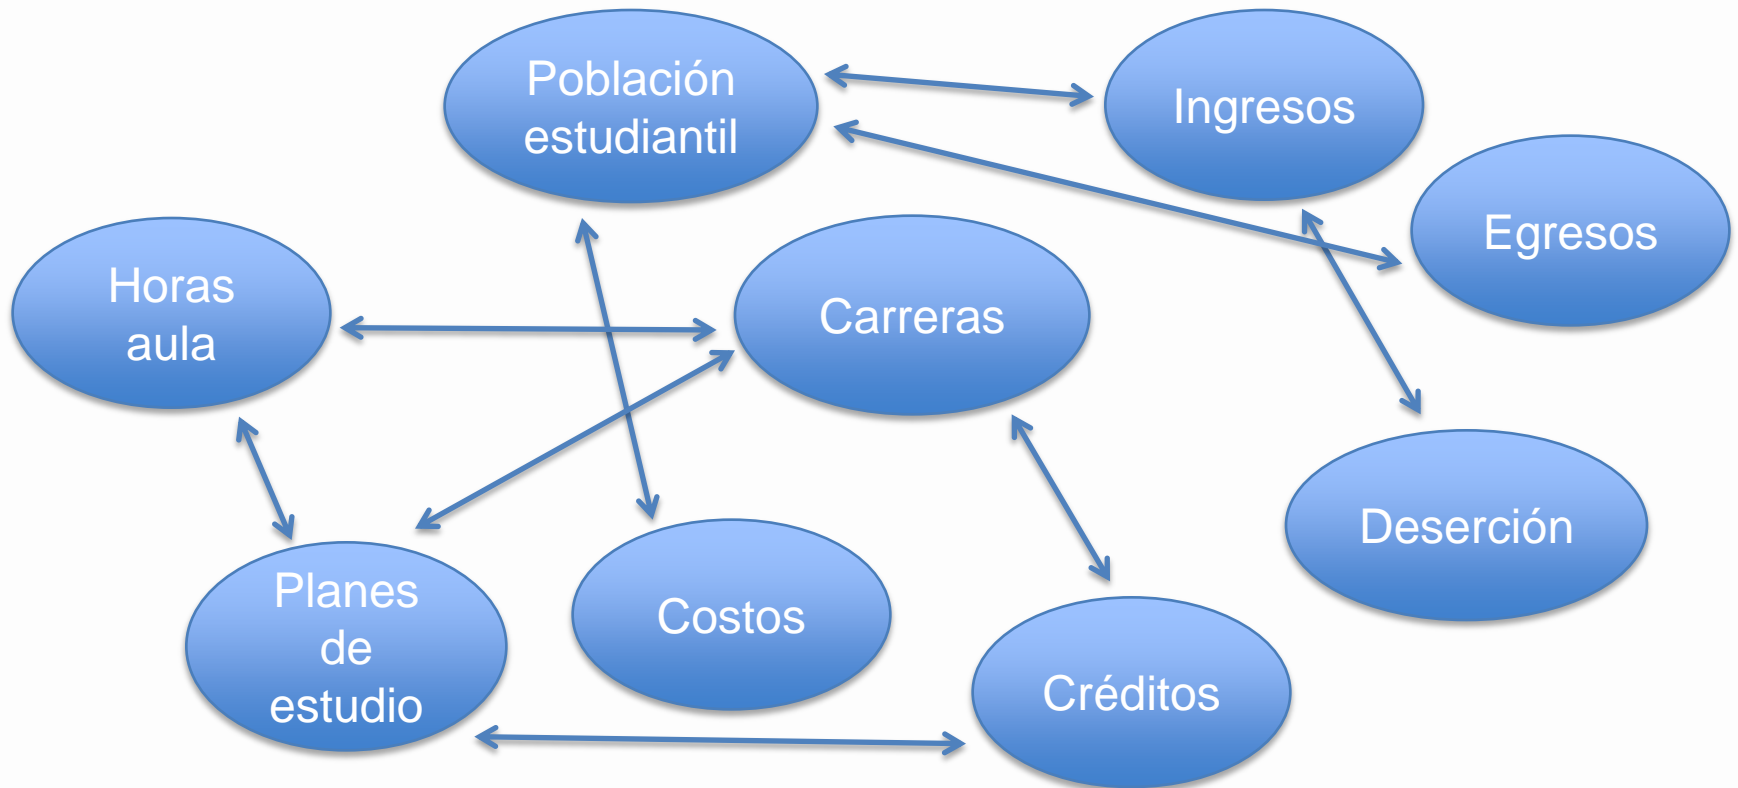 Población
estudiantil
Ingresos
Egresos
Horas
aula
Carreras
Deserción
Planes
de
estudio
Costos
Créditos